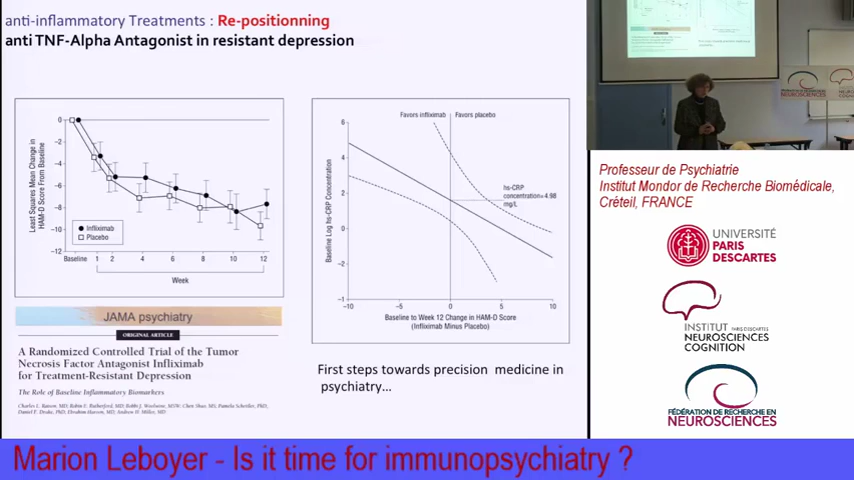 anti-inflammatory Treatments : Re-positionning
anti TNF-Alpha Antagonist in resistant depression
Least Squares Mean Change in
HAM-D Score From Baseline
0
−2
−4
−6
−8
−10
−12
Infliximab
Placebo
Baseline 1 2 4 6 8 10 12
Week
Favors infliximab Favors placebo
Baseline Log hs-CRP Concentration
6
4
2
0
−2
−1
hs-CRP
concentration=4.98
mg/L
−10 −5 0 5 10
Baseline to Week 12 Change in HAM-D Score
(Infliximab Minus Placebo)
JAMA psychiatry
ORIGINAL ARTICLE
A Randomized Controlled Trial of the Tumor
Necrosis Factor Antagonist Infliximab
for Treatment-Resistant Depression
The Role of Baseline Inflammatory Biomarkers
First steps towards precision medicine in
psychiatry...
Professeur de Psychiatrie
Institut Mondor de Recherche Biomédicale,
Créteil, FRANCE
UNIVERSITÉ
PARIS
DESCARTES
INSTITUT PARIS DESCARTES
NEUROSCIENCES
COGNITION
FÉDÉRATION DE RECHERCHE EN
NEUROSCIENCES
Marion Leboyer - Is it time for immunopsychiatry ?